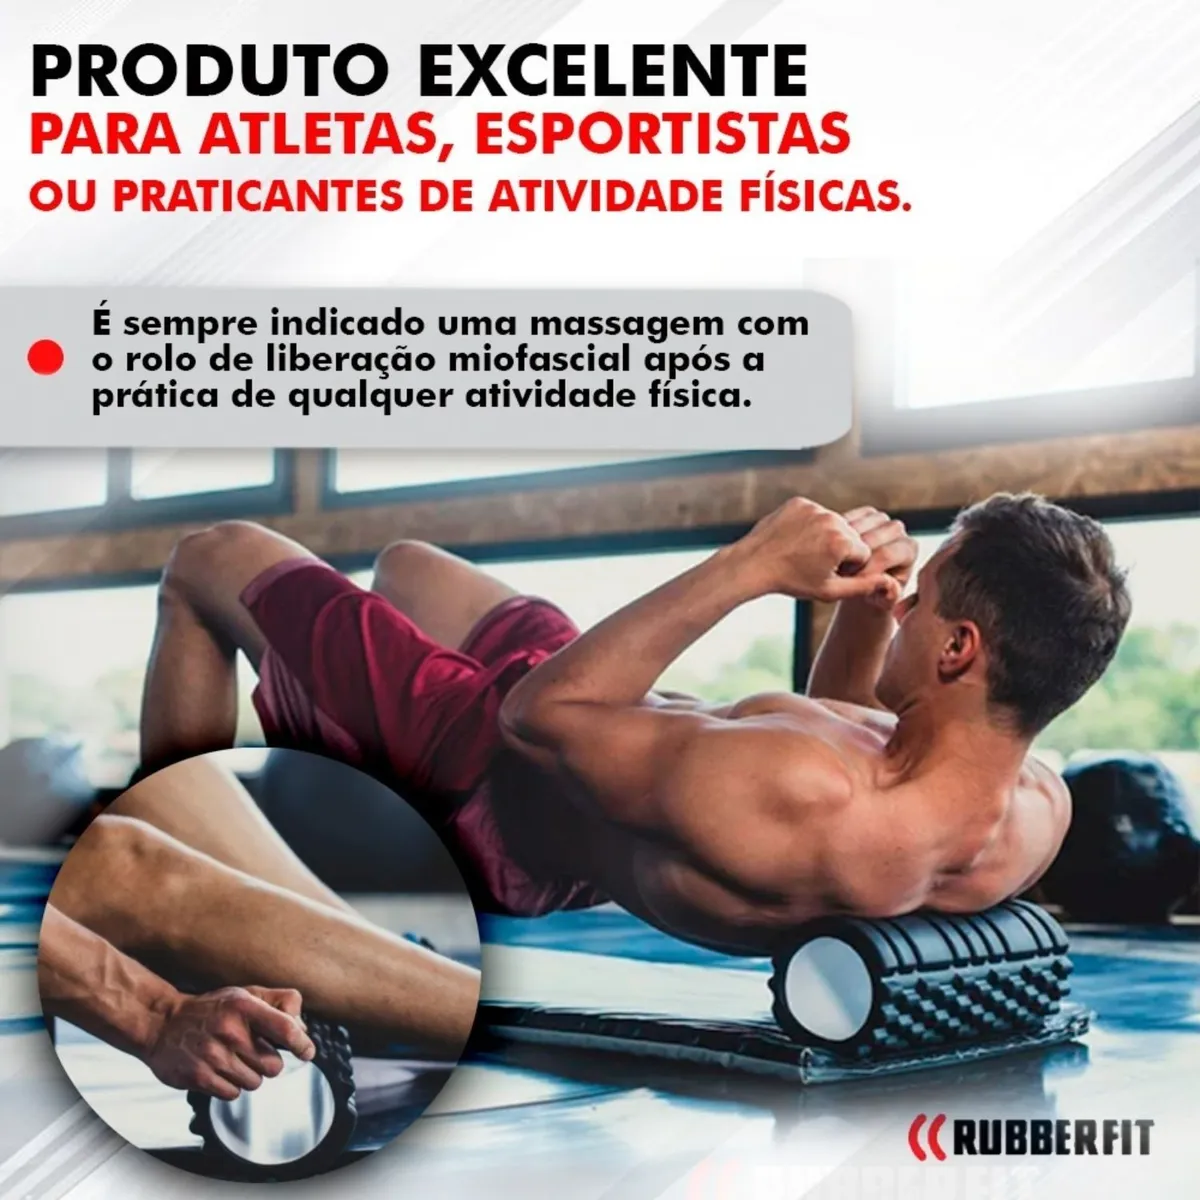 PRODUTO EXCELENTE
PARA ATLETAS, ESPORTISTAS
OU PRATICANTES DE ATIVIDADE FÍSICAS.
É sempre indicado uma massagem com
o rolo de liberação miofascial após a
prática de qualquer atividade física.
RUBBERFIT